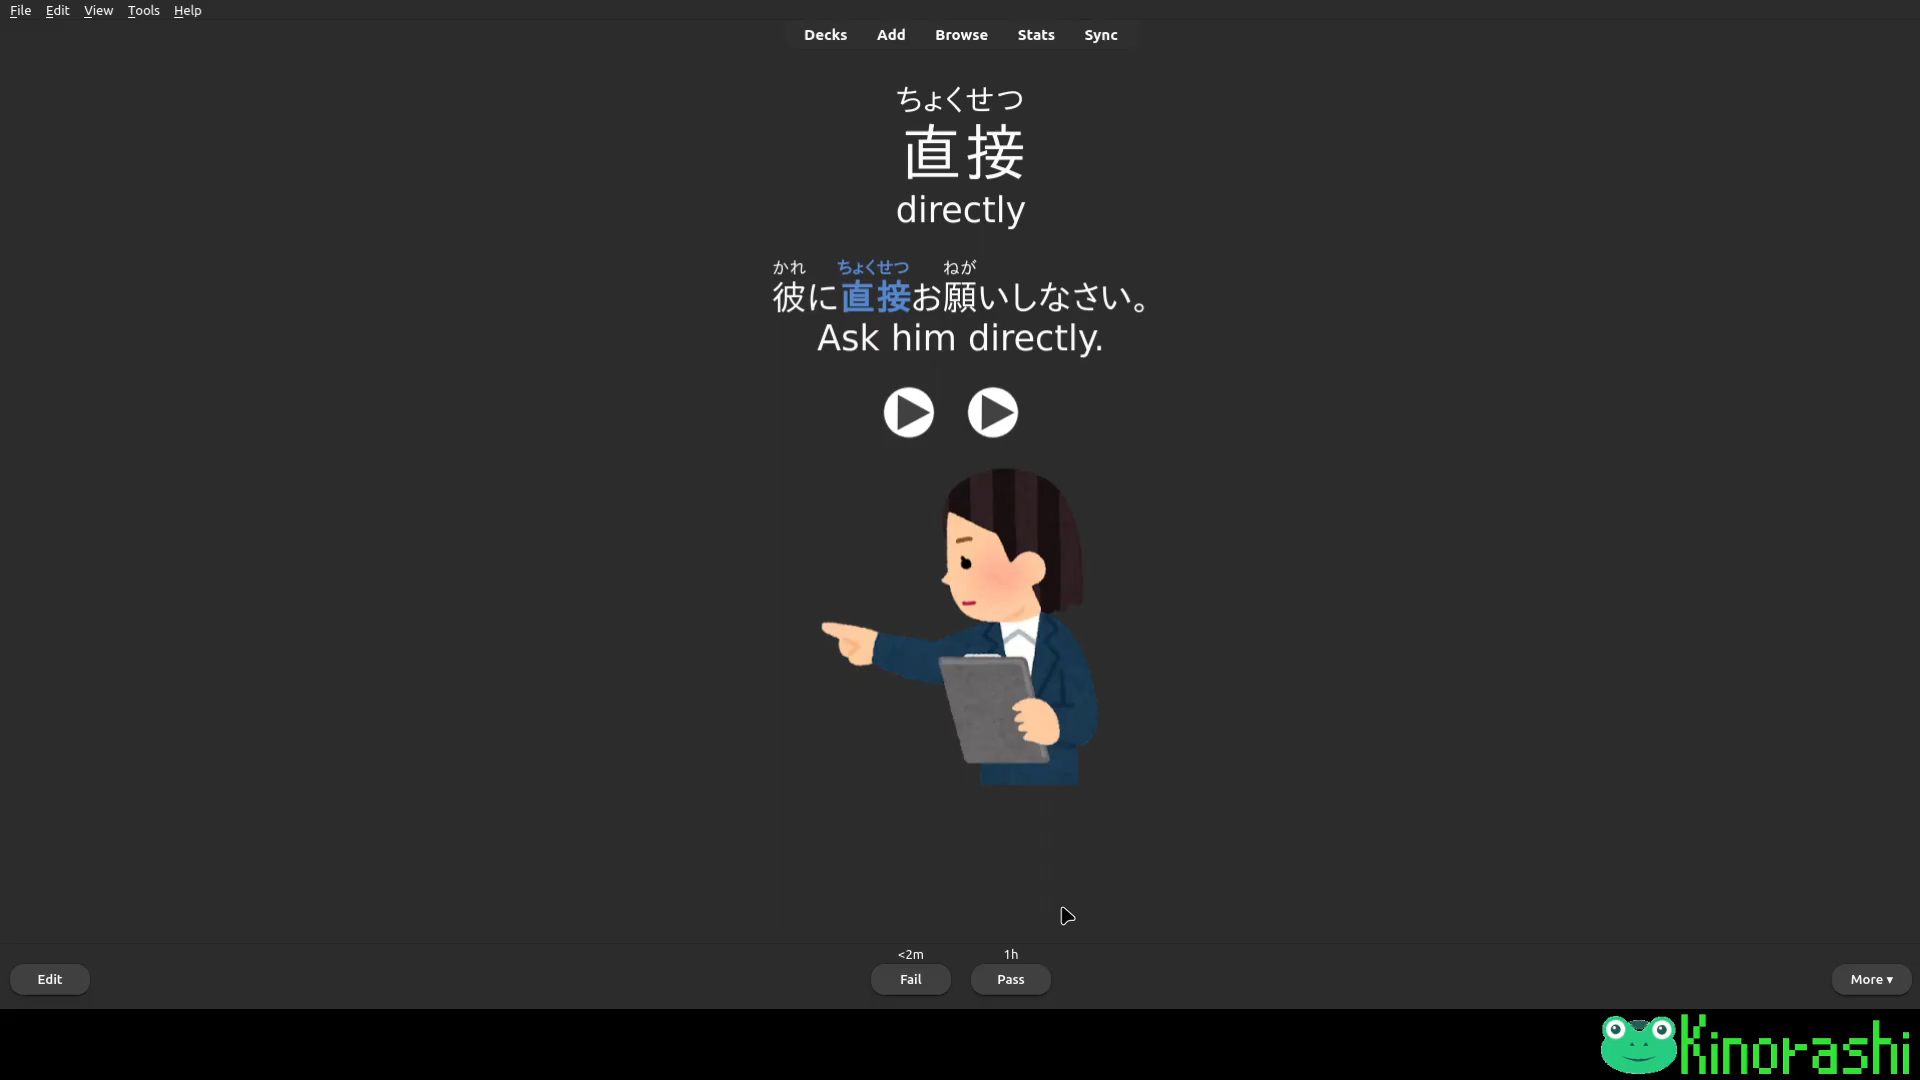 File Edit View Tools Help
Decks Add Browse Stats Sync
ちょくせつ
直接
directly
かれ ちょくせつ ねが
彼に直接お願いしなさい。
Ask him directly.
<2m 1h
Edit Fail Pass More ▾
Kinorashi